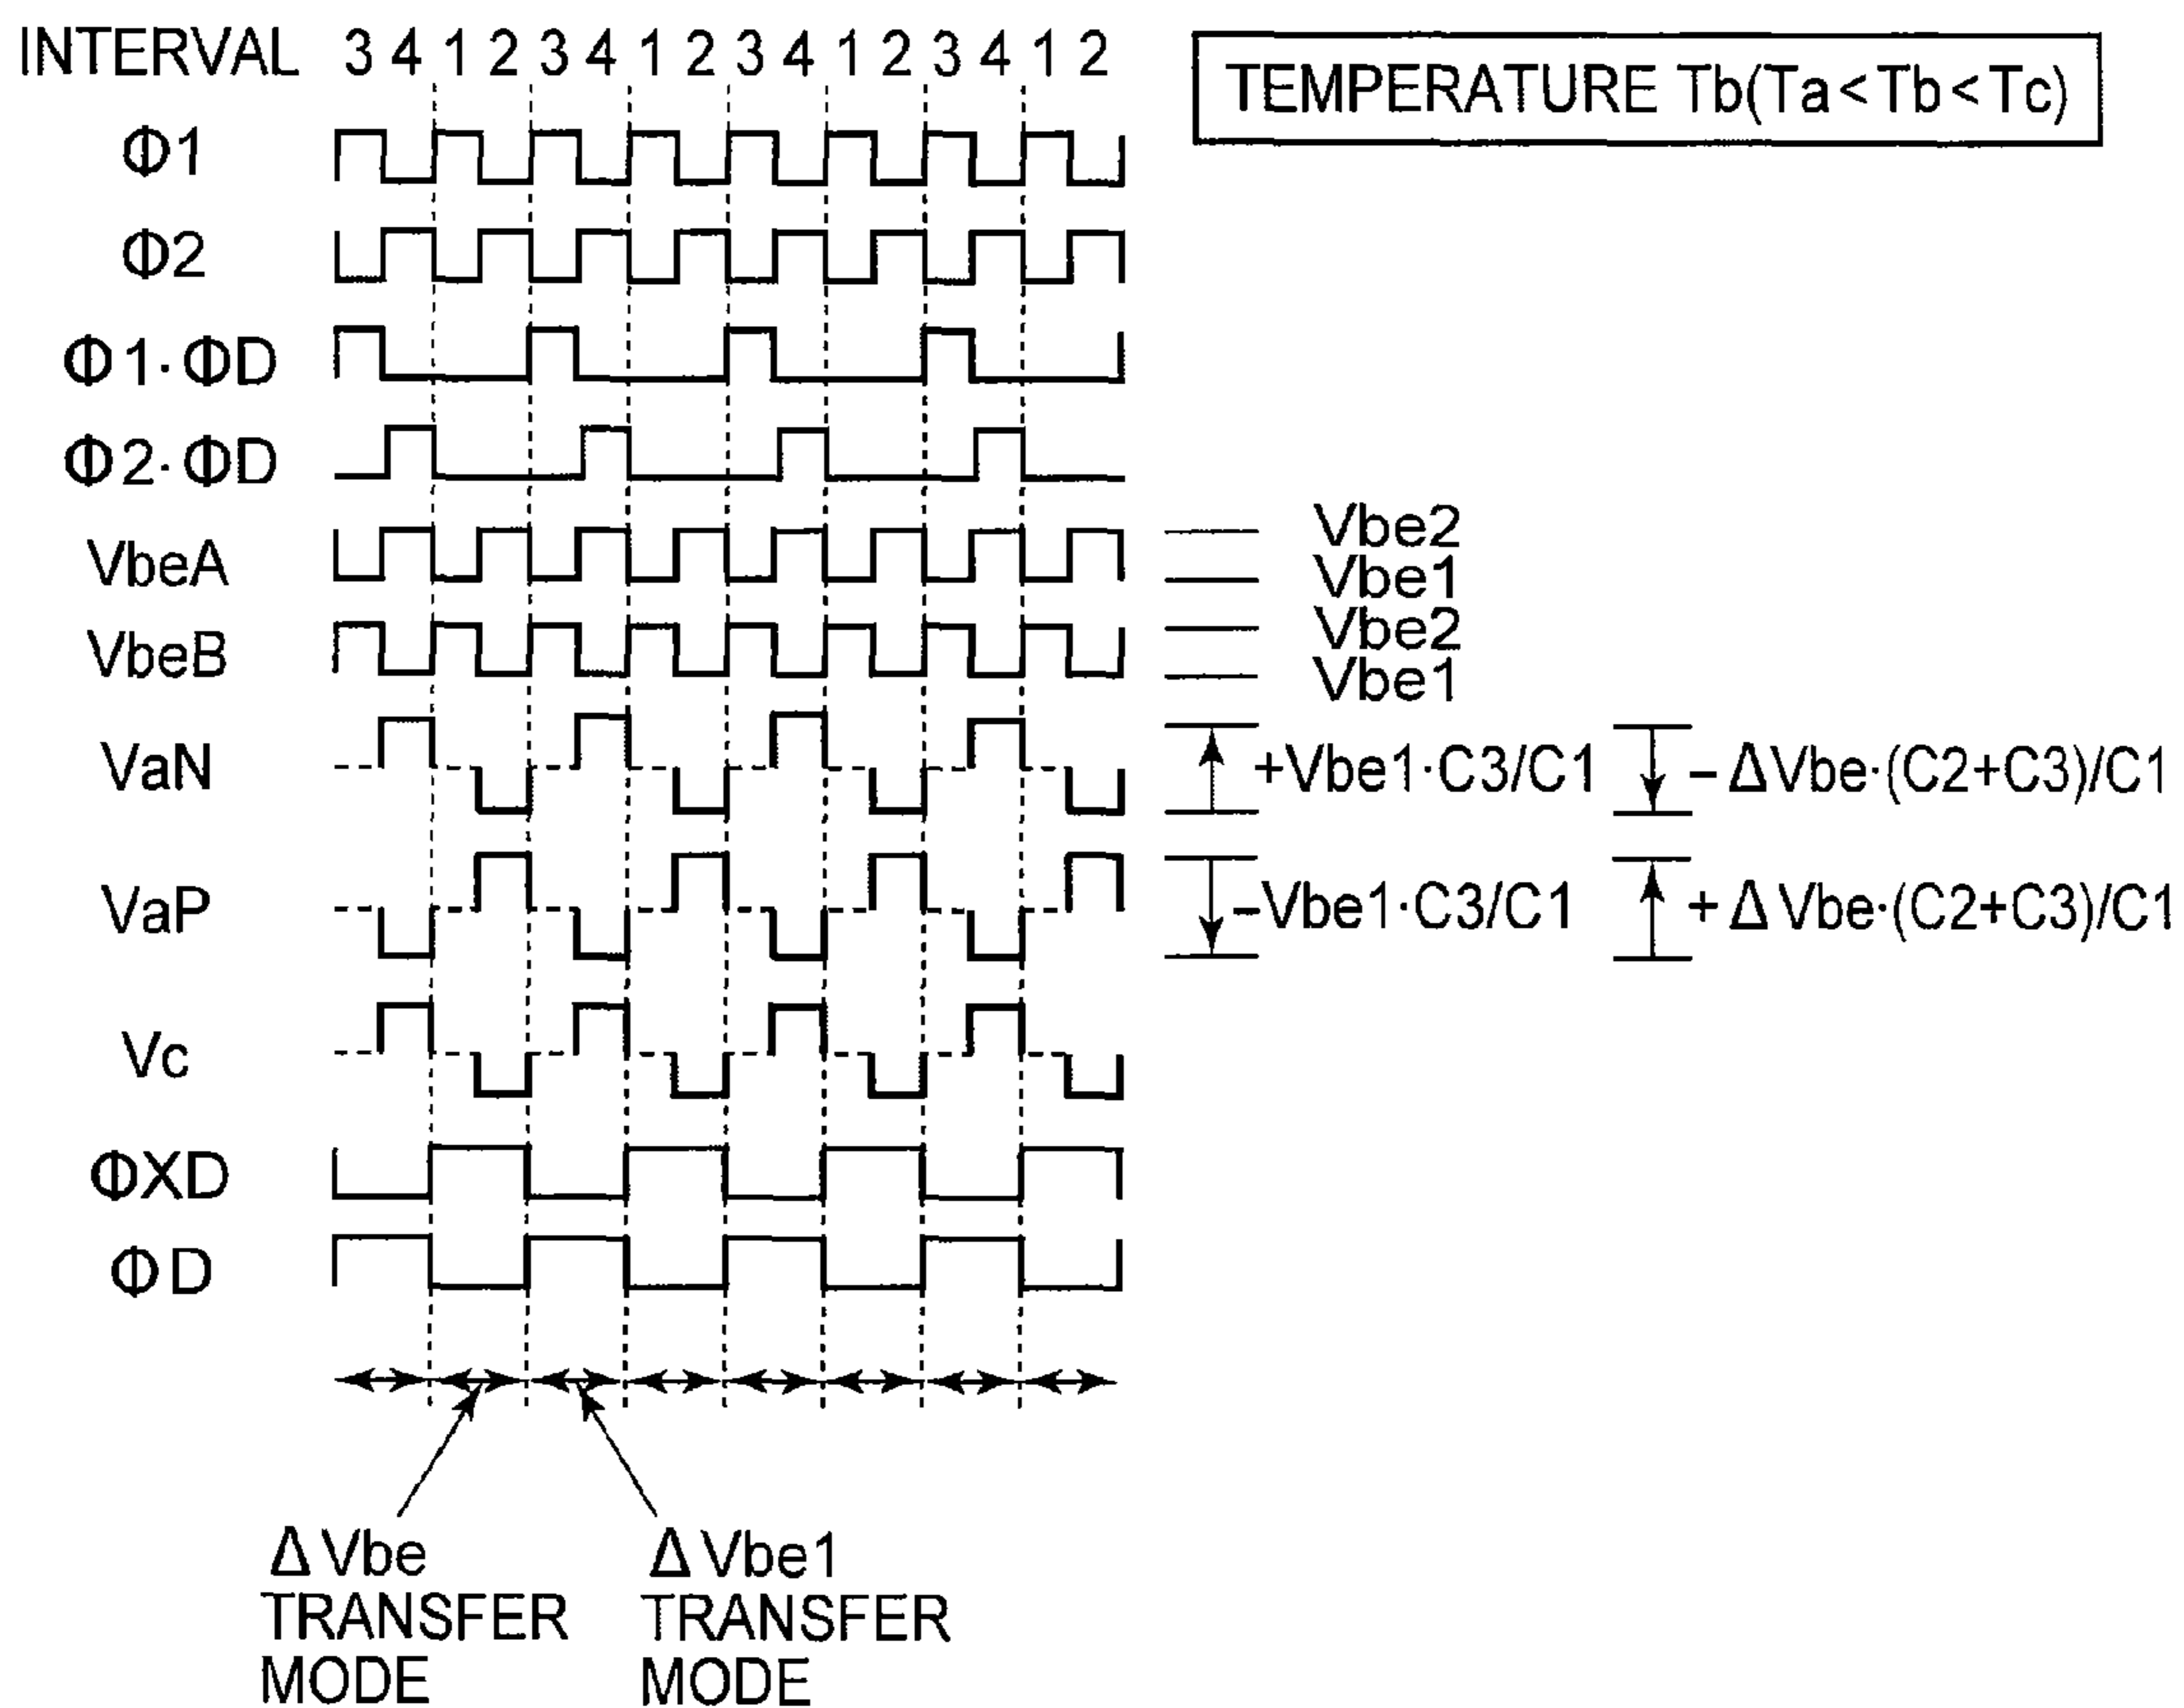 INTERVAL 3 4 1 2 3 4 1 2 3 4 1 2 3 4 1 2
TEMPERATURE Tb(Ta<Tb<Tc)
Φ1
Φ2
Φ1·ΦD
Φ2·ΦD
VbeA
Vbe2
Vbe1
VbeB
Vbe2
Vbe1
VaN
+Vbe1·C3/C1
−ΔVbe·(C2+C3)/C1
VaP
−Vbe1·C3/C1
+ΔVbe·(C2+C3)/C1
Vc
ΦXD
ΦD
ΔVbe
TRANSFER
MODE
ΔVbe1
TRANSFER
MODE